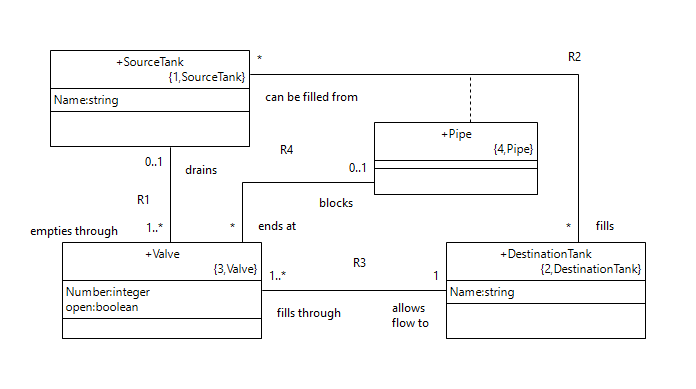 +SourceTank
{1,SourceTank}
Name:string
*
R2
can be filled from
+Pipe
{4,Pipe}
R4
0..1
0..1
drains
R1
blocks
empties through
1..*
*
ends at
*
fills
+Valve
{3,Valve}
Number:integer
open:boolean
+DestinationTank
{2,DestinationTank}
Name:string
R3
1..*
1
fills through
allows
flow to